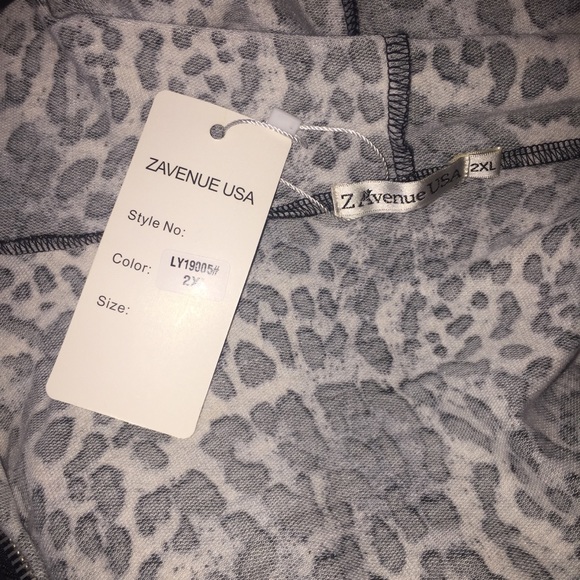 ZAVENUE USA
Style No:
Color:
LY19005#
2X
Size:
Z Avenue USA
2XL